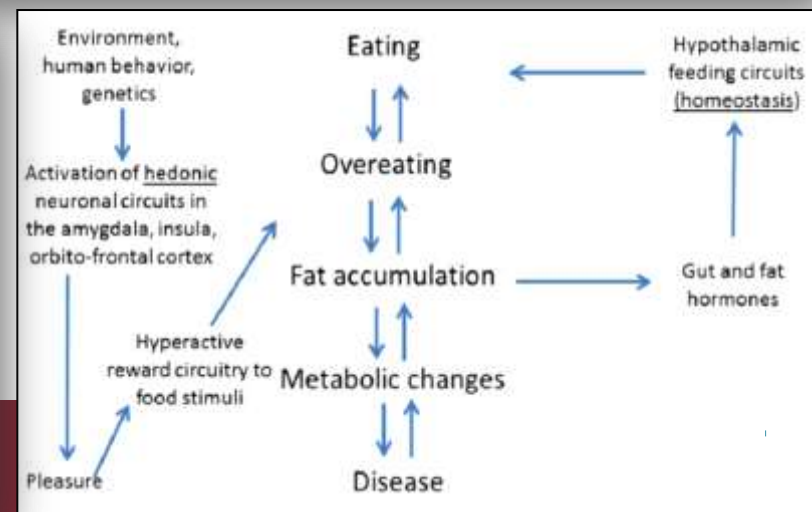 Environment,
human behavior,
genetics
Activation of hedonic
neuronal circuits in
the amygdala, insula,
orbito-frontal cortex
Hyperactive
reward circuitry to
food stimuli
Pleasure
Eating
Overeating
Fat accumulation
Metabolic changes
Disease
Hypothalamic
feeding circuits
(homeostasis)
Gut and fat
hormones